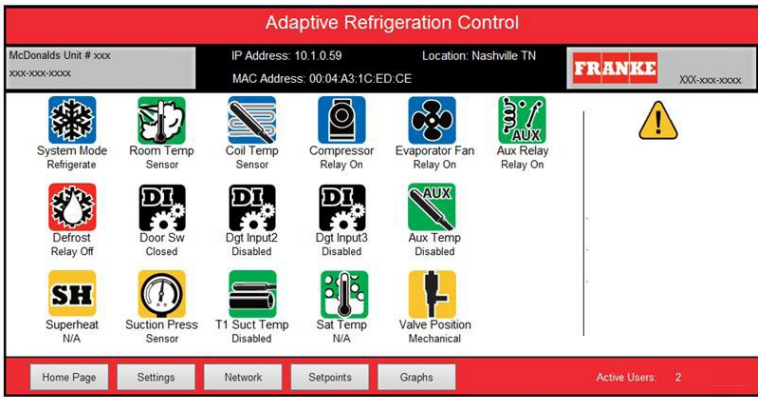 Adaptive Refrigeration Control
McDonalds Unit # xxx
xxx-xxx-xxxx
IP Address: 10.1.0.59
Location: Nashville TN
MAC Address: 00:04:A3:1C:ED:CE
FRANKE
XXX-xxx-xxxx
AUX
System Mode
Refrigerate
Room Temp
Sensor
Coil Temp
Sensor
Compressor
Relay On
Evaporator Fan
Relay On
Aux Relay
Relay On
DI
DI
DI
AUX
Defrost
Relay Off
Door Sw
Closed
Dgt Input2
Disabled
Dgt Input3
Disabled
Aux Temp
Disabled
SH
Superheat
N/A
Suction Press
Sensor
T1 Suct Temp
Disabled
Sat Temp
N/A
Valve Position
Mechanical
Home Page
Settings
Network
Setpoints
Graphs
Active Users: 2